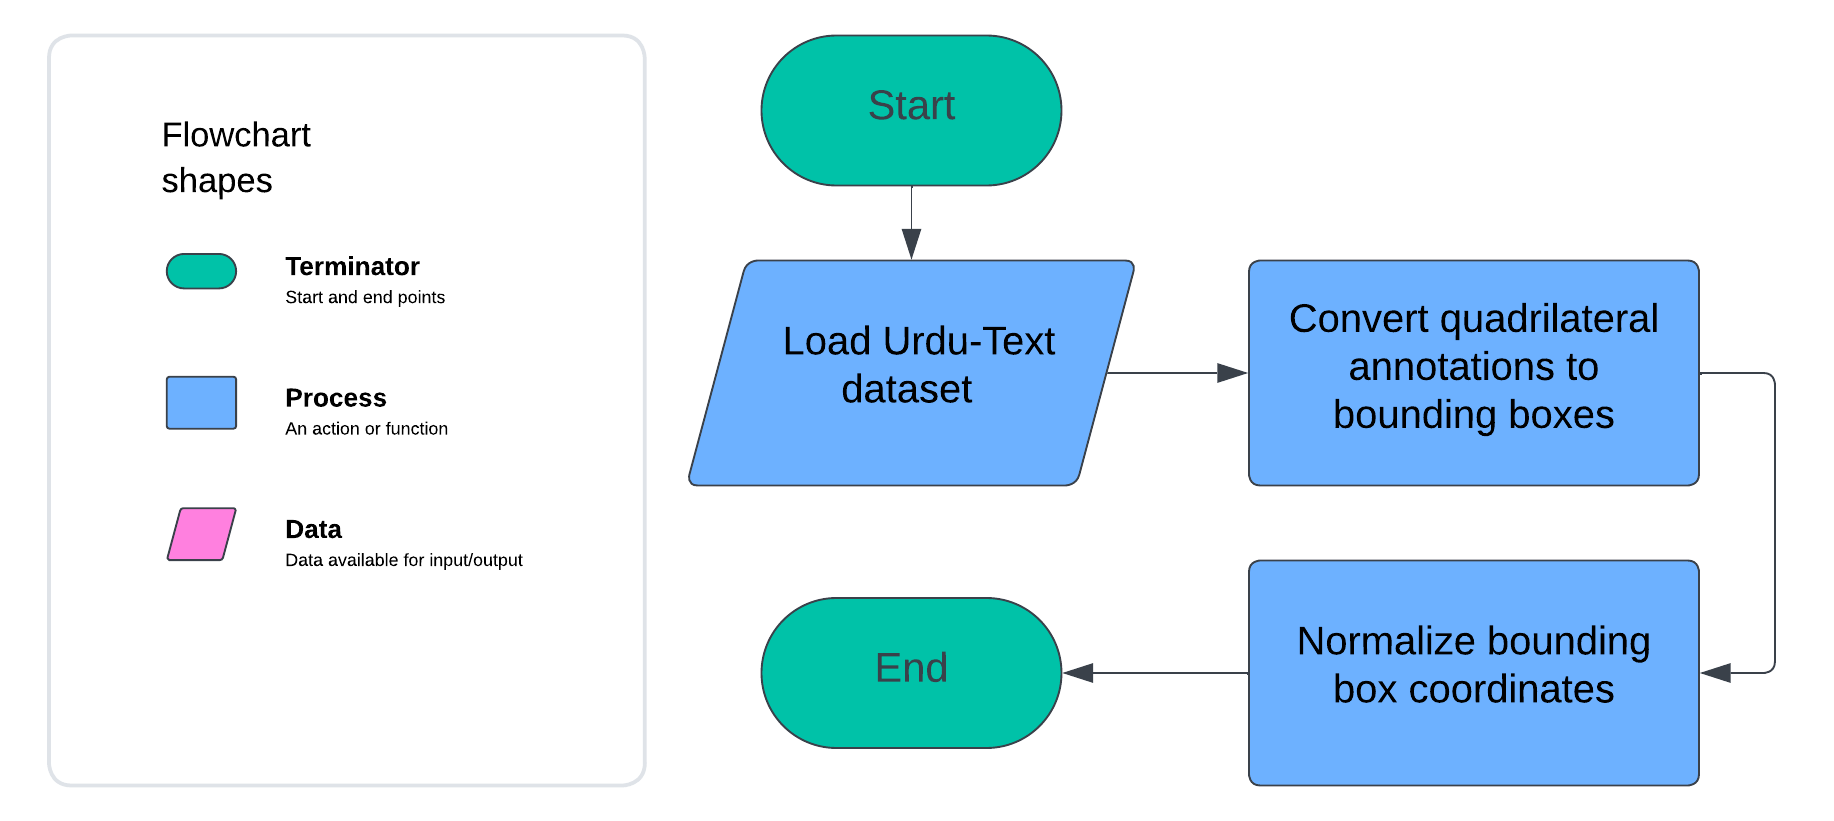 Flowchart
shapes
Terminator
Start and end points
Process
An action or function
Data
Data available for input/output
Start
Load Urdu-Text
dataset
Convert quadrilateral
annotations to
bounding boxes
Normalize bounding
box coordinates
End